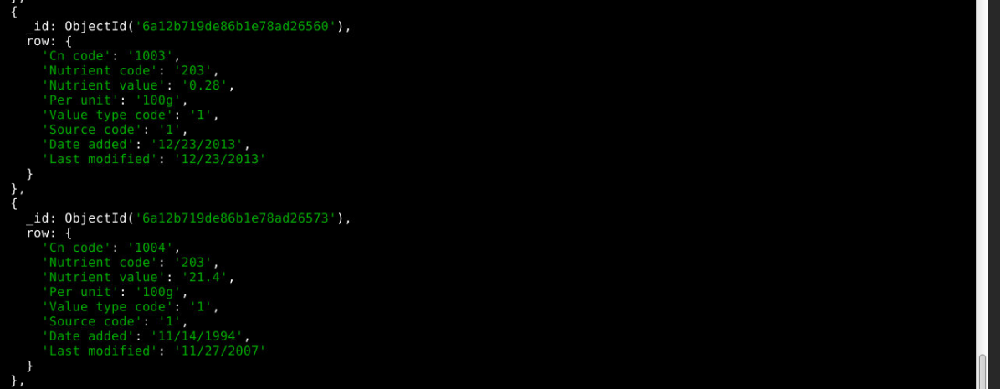 },
{
_id: ObjectId('6a12b719de86b1e78ad26560'),
row: {
'Cn code': '1003',
'Nutrient code': '203',
'Nutrient value': '0.28',
'Per unit': '100g',
'Value type code': '1',
'Source code': '1',
'Date added': '12/23/2013',
'Last modified': '12/23/2013'
}
},
{
_id: ObjectId('6a12b719de86b1e78ad26573'),
row: {
'Cn code': '1004',
'Nutrient code': '203',
'Nutrient value': '21.4',
'Per unit': '100g',
'Value type code': '1',
'Source code': '1',
'Date added': '11/14/1994',
'Last modified': '11/27/2007'
}
},